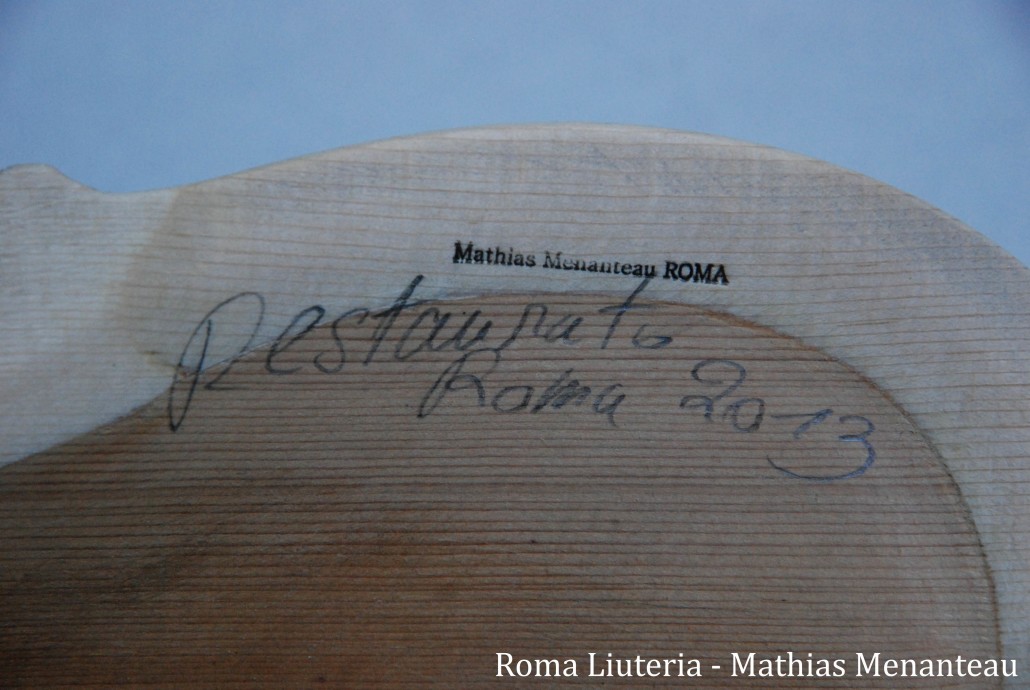 Mathias Menanteau ROMA
Restaurato
Roma 2013
Roma Liuteria - Mathias Menanteau